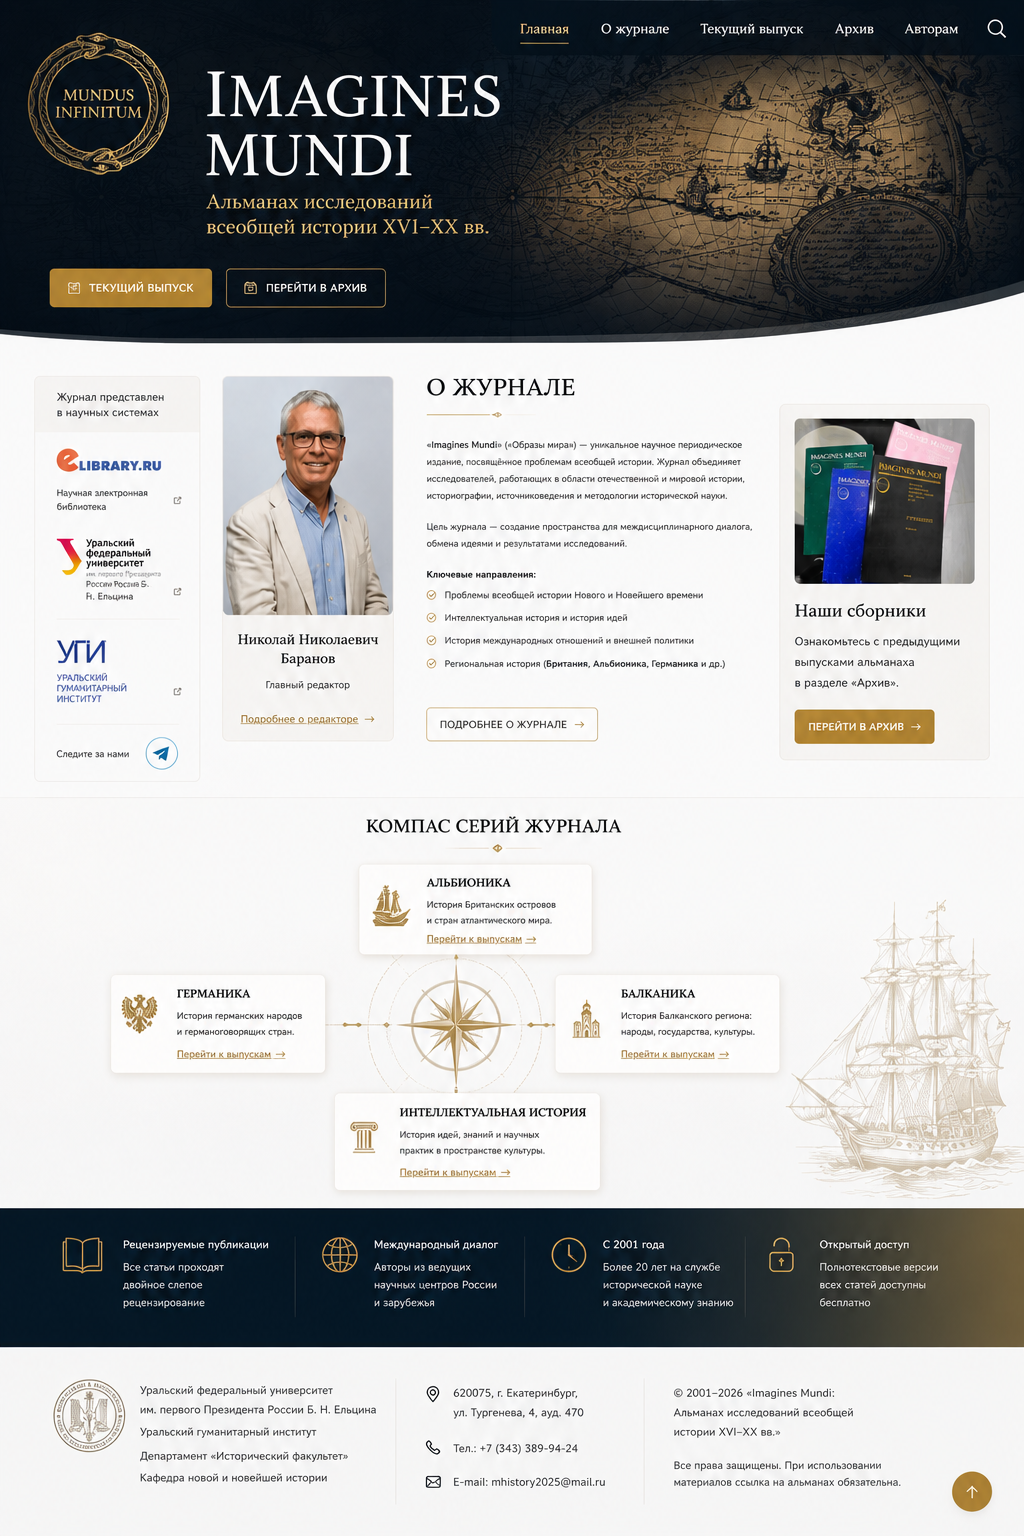 Главная
О журнале
Текущий выпуск
Архив
Авторам
MUNDUS
INFINITUM
IMAGINES
MUNDI
Альманах исследований
всеобщей истории XVI–XX вв.
ТЕКУЩИЙ ВЫПУСК
ПЕРЕЙТИ В АРХИВ
Журнал представлен
в научных системах
eLIBRARY.RU
Научная электронная
библиотека
Уральский
федеральный
университет
им. первого Президента
России
Н. Ельцина
УГИ
УРАЛЬСКИЙ
ГУМАНИТАРНЫЙ
ИНСТИТУТ
Следите за нами
Николай Николаевич
Баранов
Главный редактор
Подробнее о редакторе →
О ЖУРНАЛЕ
«Imagines Mundi» («Образы мира») — уникальное научное периодическое
издание, посвящённое проблемам всеобщей истории. Журнал объединяет
исследователей, работающих в области отечественной и мировой истории,
историографии, источниковедения и методологии исторической науки.
Цель журнала — создание пространства для междисциплинарного диалога,
обмена идеями и результатами исследований.
Ключевые направления:
Проблемы всеобщей истории Нового и Новейшего времени
Интеллектуальная история и история идей
История международных отношений и внешней политики
Региональная история (Британия, Альбионика, Германика и др.)
ПОДРОБНЕЕ О ЖУРНАЛЕ →
IMAGINES MUNDI
IMAGINES MUNDI
Наши сборники
Ознакомьтесь с предыдущими
выпусками альманаха
в разделе «Архив».
ПЕРЕЙТИ В АРХИВ →
КОМПАС СЕРИЙ ЖУРНАЛА
АЛЬБИОНИКА
История Британских островов
и стран атлантического мира.
Перейти к выпускам →
ГЕРМАНИКА
История германских народов
и германоговорящих стран.
Перейти к выпускам →
БАЛКАНИКА
История Балканского региона:
народы, государства, культуры.
Перейти к выпускам →
ИНТЕЛЛЕКТУАЛЬНАЯ ИСТОРИЯ
История идей, знаний и научных
практик в пространстве культуры.
Перейти к выпускам →
Рецензируемые публикации
Все статьи проходят
двойное слепое
рецензирование
Международный диалог
Авторы из ведущих
научных центров России
и зарубежья
С 2001 года
Более 20 лет на службе
исторической науке
и академическому знанию
Открытый доступ
Полнотекстовые версии
всех статей доступны
бесплатно
Уральский федеральный университет
им. первого Президента России Б. Н. Ельцина
Уральский гуманитарный институт
Департамент «Исторический факультет»
Кафедра новой и новейшей истории
620075, г. Екатеринбург,
ул. Тургенева, 4, ауд. 470
Тел.: +7 (343) 389-94-24
E-mail: mhistory2025@mail.ru
© 2001–2026 «Imagines Mundi:
Альманах исследований всеобщей
истории XVI–XX вв.»
Все права защищены. При использовании
материалов ссылка на альманах обязательна.